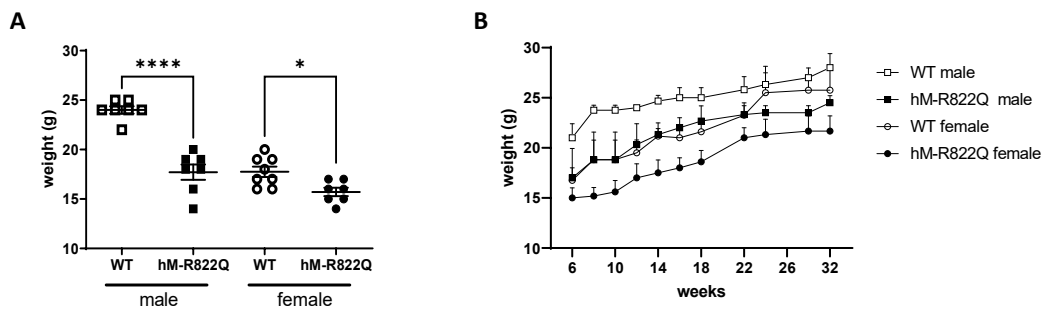 A
30
25
20
15
10
weight (g)
****
*
WT hM-R822Q WT hM-R822Q
male female
B
30
25
20
15
10
weight (g)
6 10 14 18 22 26 32
weeks
WT male
hM-R822Q male
WT female
hM-R822Q female